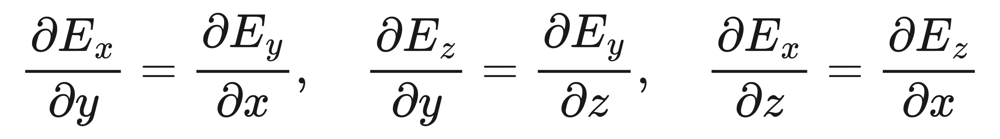 ∂E_x/∂y = ∂E_y/∂x, ∂E_z/∂y = ∂E_y/∂z, ∂E_x/∂z = ∂E_z/∂x